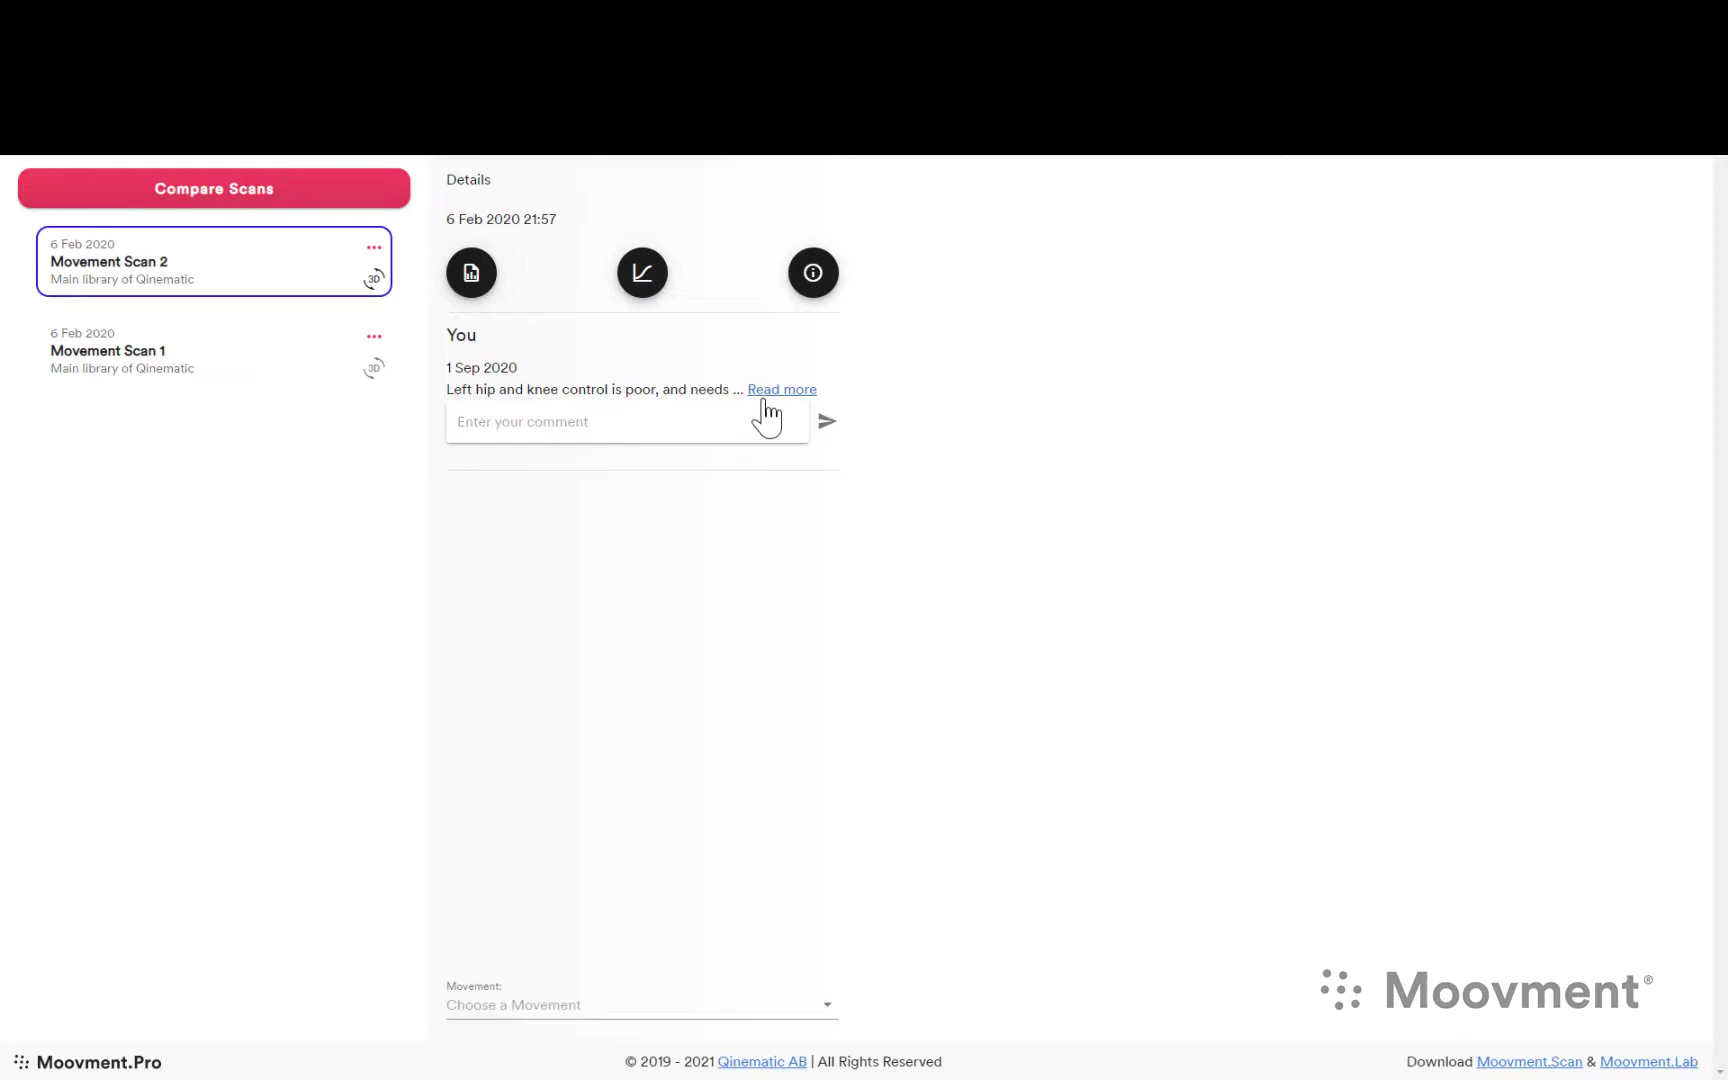 Compare Scans
6 Feb 2020
Movement Scan 2
Main library of Qinematic
3D
6 Feb 2020
Movement Scan 1
Main library of Qinematic
3D
Details
6 Feb 2020 21:57
You
1 Sep 2020
Left hip and knee control is poor, and needs ... Read more
Enter your comment
Movement:
Choose a Movement
Moovment®
Moovment.Pro
© 2019 - 2021 Qinematic AB | All Rights Reserved
Download Moovment.Scan & Moovment.Lab